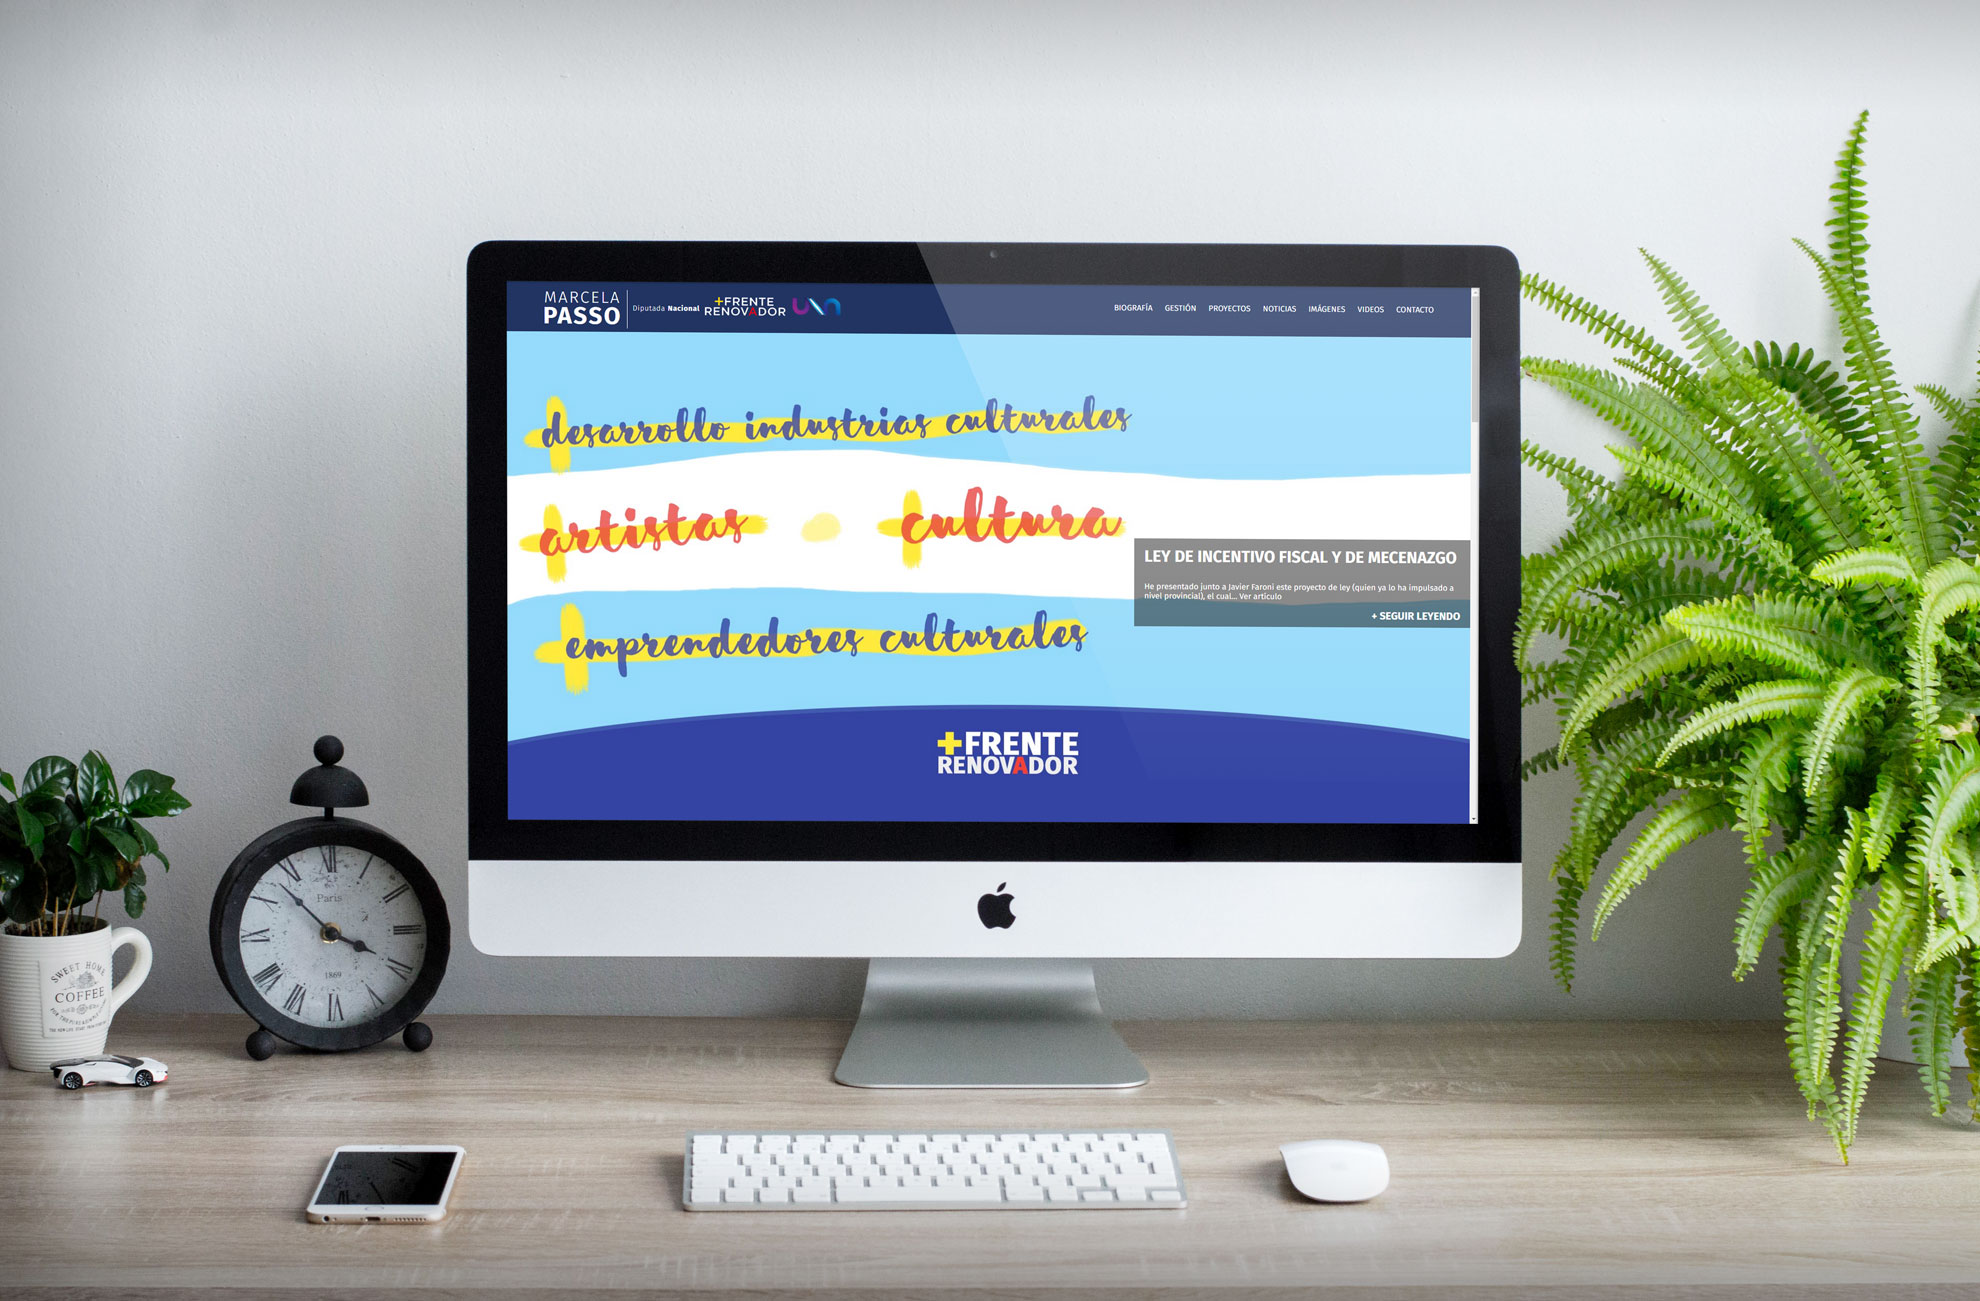 MARCELA
PASSO
Diputada Nacional
+FRENTE
RENOVADOR
UNA
BIOGRAFÍA GESTIÓN PROYECTOS NOTICIAS IMÁGENES VIDEOS CONTACTO
desarrollo industrias culturales
artistas cultura
LEY DE INCENTIVO FISCAL Y DE MECENAZGO
He presentado junto a Javier Faroni este proyecto de ley (quien ya lo ha impulsado a
nivel provincial), el cual... Ver artículo
+ SEGUIR LEYENDO
emprendedores culturales
+FRENTE
RENOVADOR
Paris
1869
SWEET HOME
COFFEE